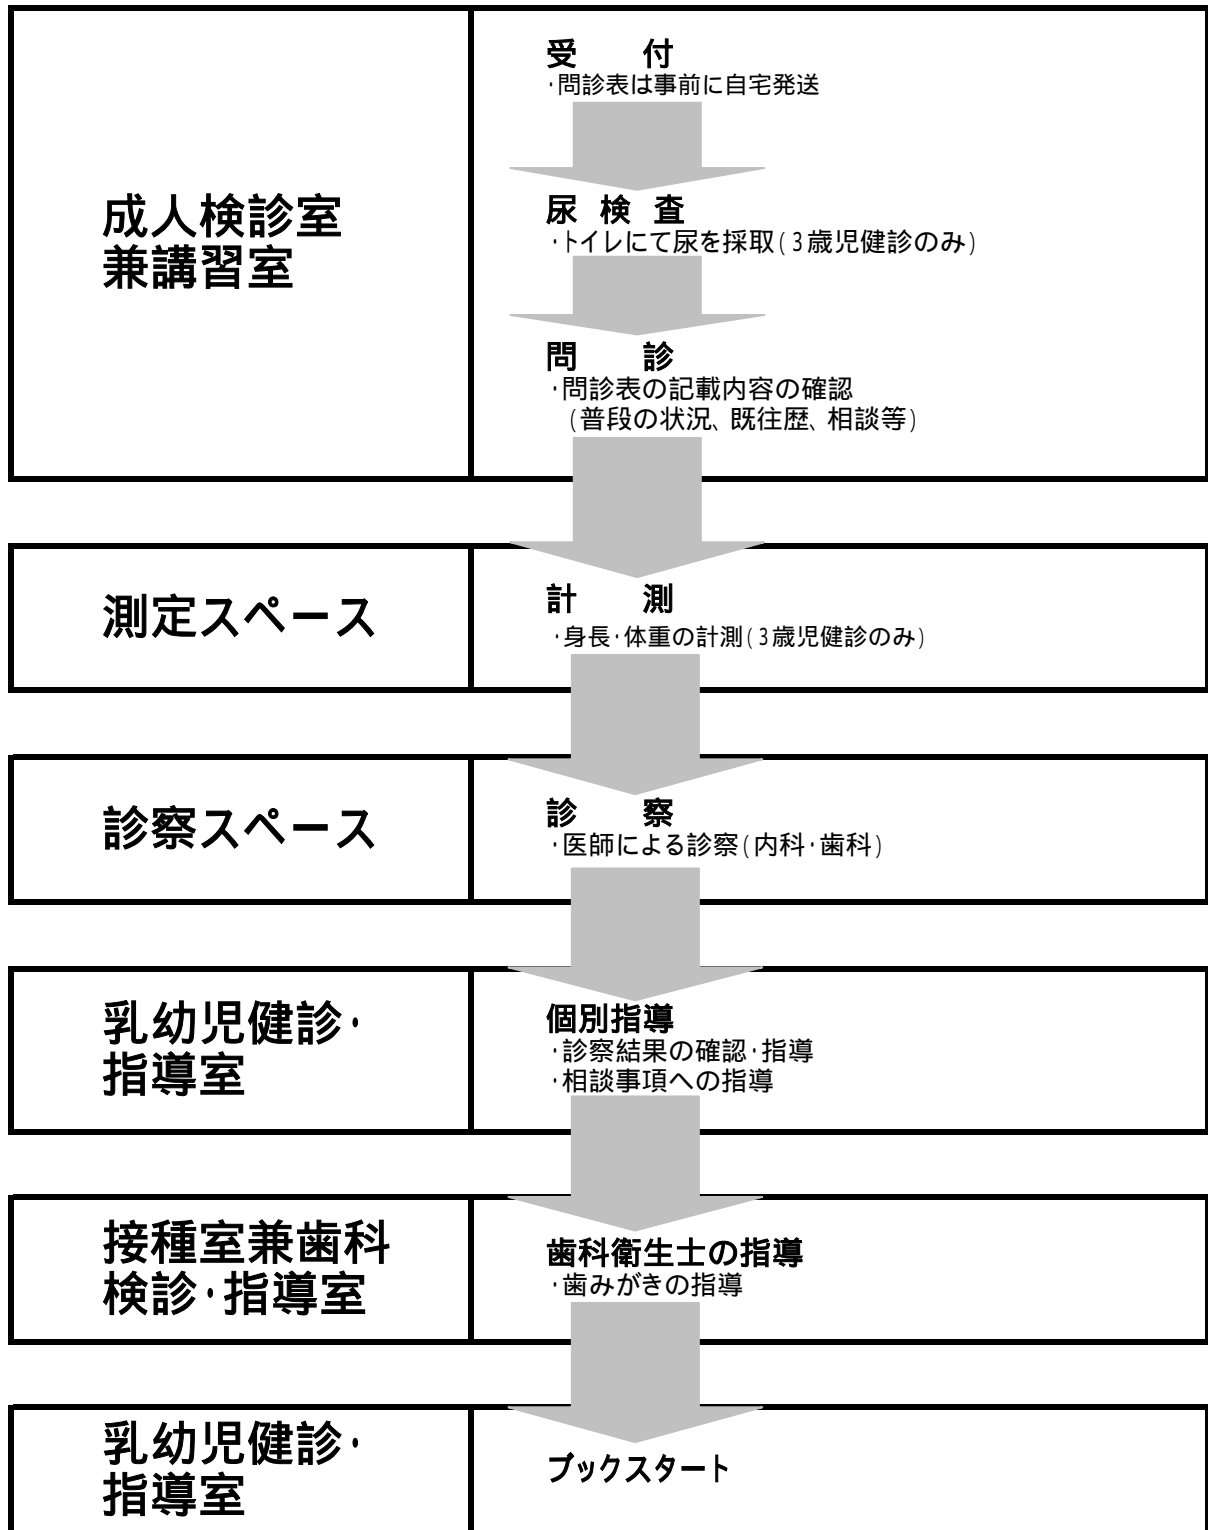 成人検診室
兼講習室
受　　付
・問診表は事前に自宅発送
尿 検 査
・トイレにて尿を採取(3歳児健診のみ)
問　　診
・問診表の記載内容の確認
(普段の状況、既往歴、相談等)
測定スペース
計　　測
・身長・体重の計測(3歳児健診のみ)
診察スペース
診　　察
・医師による診察(内科・歯科)
乳幼児健診・
指導室
個別指導
・診察結果の確認・指導
・相談事項への指導
接種室兼歯科
検診・指導室
歯科衛生士の指導
・歯みがきの指導
乳幼児健診・
指導室
ブックスタート